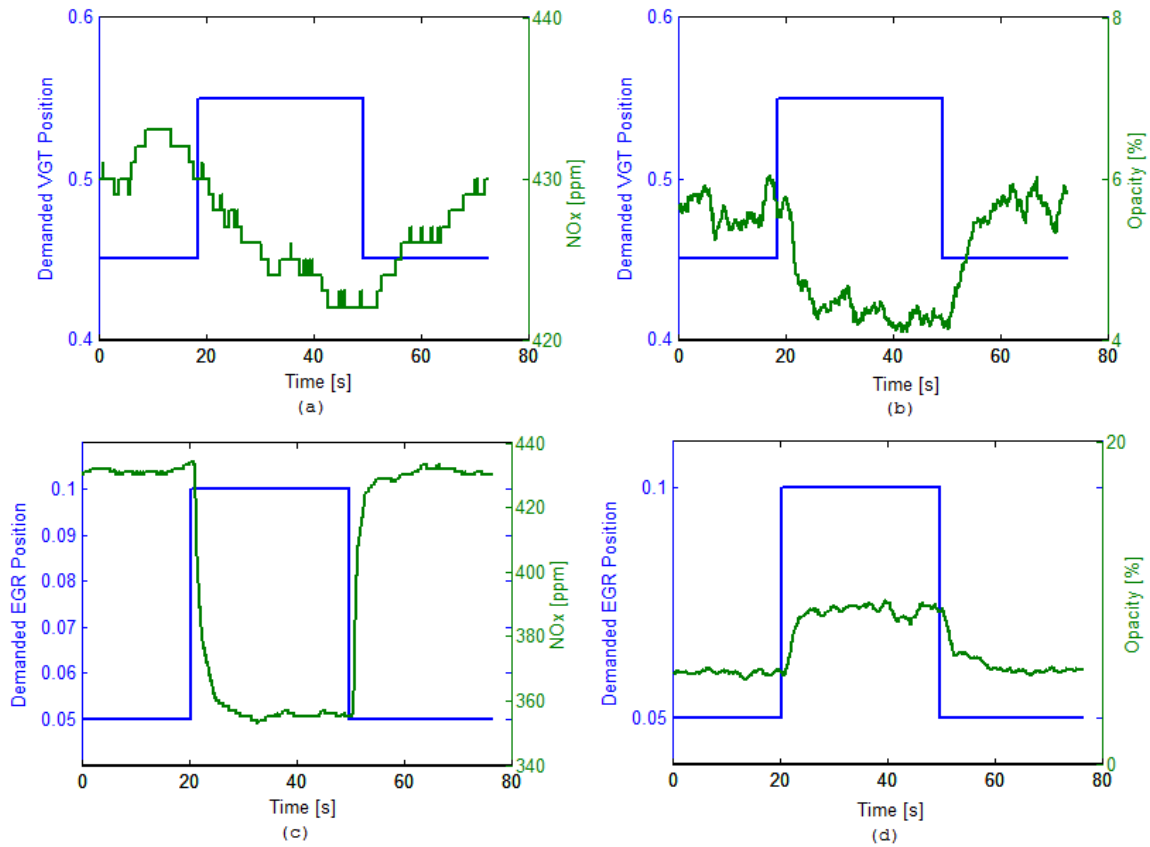 0.6
0.5
0.4
Demanded VGT Position
440
430
420
NOx [ppm]
0 20 40 60 80
Time [s]
(a)
0.6
0.5
0.4
Demanded VGT Position
8
6
4
Opacity [%]
0 20 40 60 80
Time [s]
(b)
0.1
0.09
0.08
0.07
0.06
0.05
Demanded EGR Position
440
420
400
380
360
340
NOx [ppm]
0 20 40 60 80
Time [s]
(c)
0.1
0.05
Demanded EGR Position
20
0
Opacity [%]
0 20 40 60 80
Time [s]
(d)